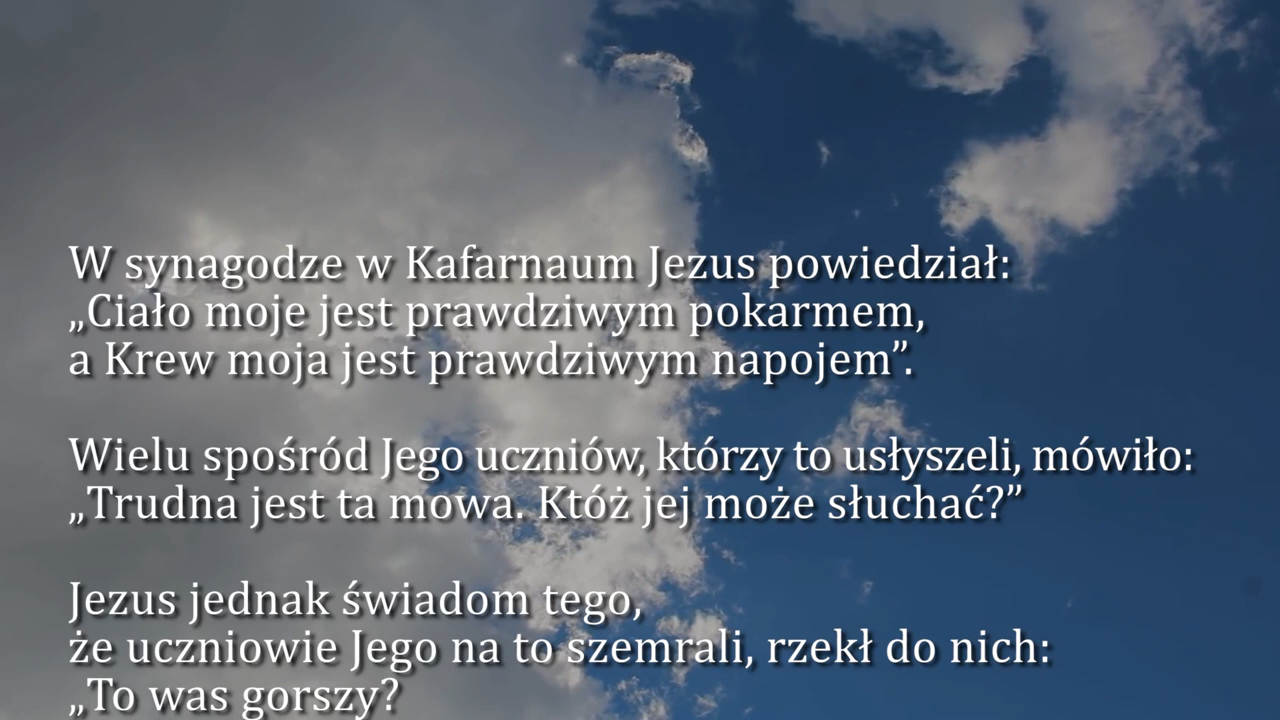 W synagodze w Kafarnaum Jezus powiedział:
„Ciało moje jest prawdziwym pokarmem,
a Krew moja jest prawdziwym napojem”.
Wielu spośród Jego uczniów, którzy to usłyszeli, mówiło:
„Trudna jest ta mowa. Któż jej może słuchać?”
Jezus jednak świadom tego,
że uczniowie Jego na to szemrali, rzekł do nich:
„To was gorszy?